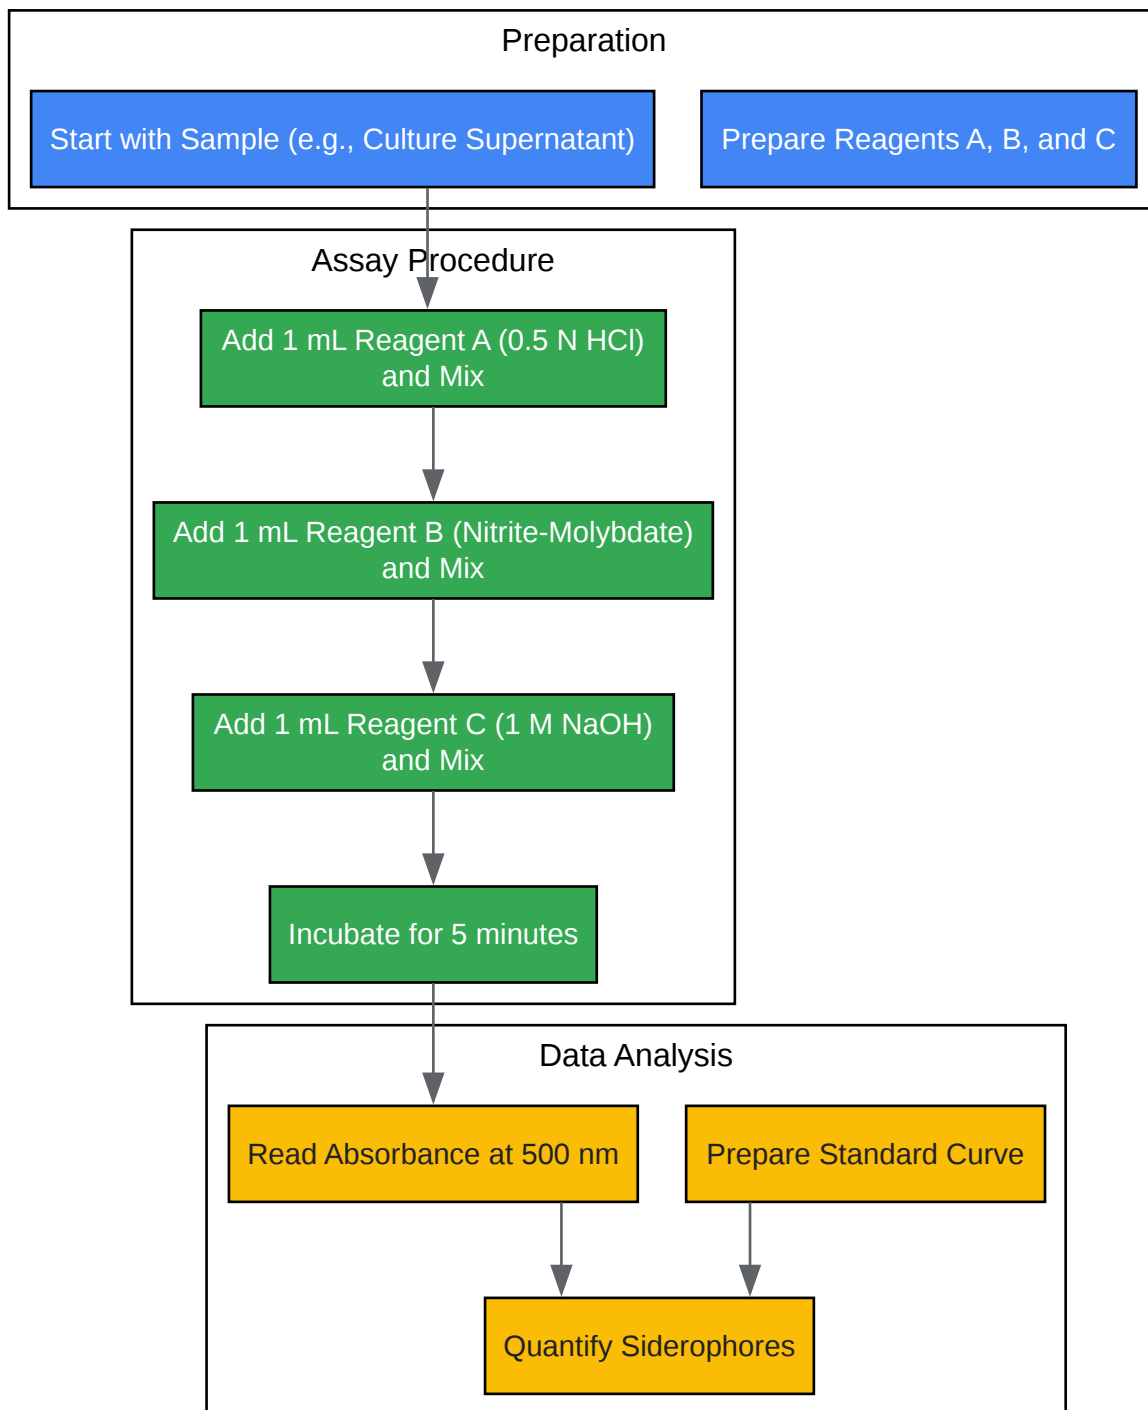 Preparation
Start with Sample (e.g., Culture Supernatant)
Prepare Reagents A, B, and C
Assay Procedure
Add 1 mL Reagent A (0.5 N HCl)
and Mix
Add 1 mL Reagent B (Nitrite-Molybdate)
and Mix
Add 1 mL Reagent C (1 M NaOH)
and Mix
Incubate for 5 minutes
Data Analysis
Read Absorbance at 500 nm
Prepare Standard Curve
Quantify Siderophores